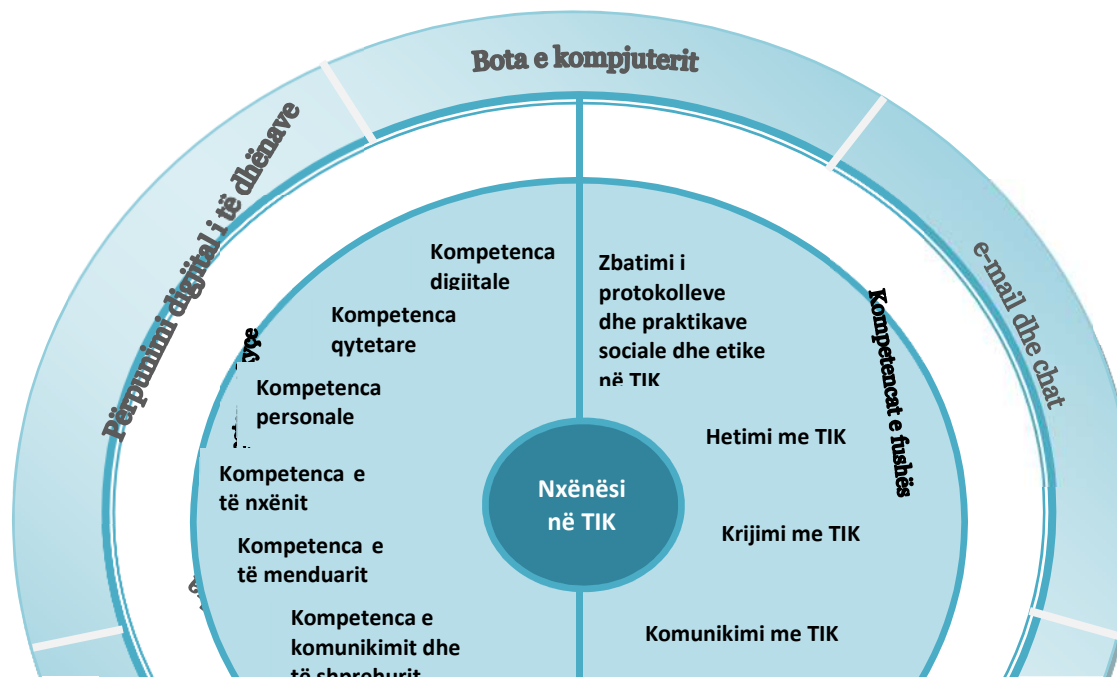 Bota e kompjuterit
Përpunimi digjital i të dhënave
e-mail dhe chat
Kompetenca
digjitale
Kompetenca
qytetare
Kompetenca
personale
Kompetenca e
të nxënit
Kompetenca e
të menduarit
Kompetenca e
komunikimit dhe
të shprehurit
Nxënësi
në TIK
Zbatimi i
protokolleve
dhe praktikave
sociale dhe etike
në TIK
Kompetencat e fushës
Hetimi me TIK
Krijimi me TIK
Komunikimi me TIK